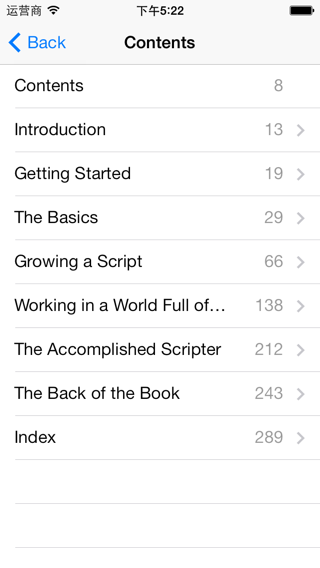 运营商 下午5:22
Back Contents
Contents 8
Introduction 13
Getting Started 19
The Basics 29
Growing a Script 66
Working in a World Full of… 138
The Accomplished Scripter 212
The Back of the Book 243
Index 289